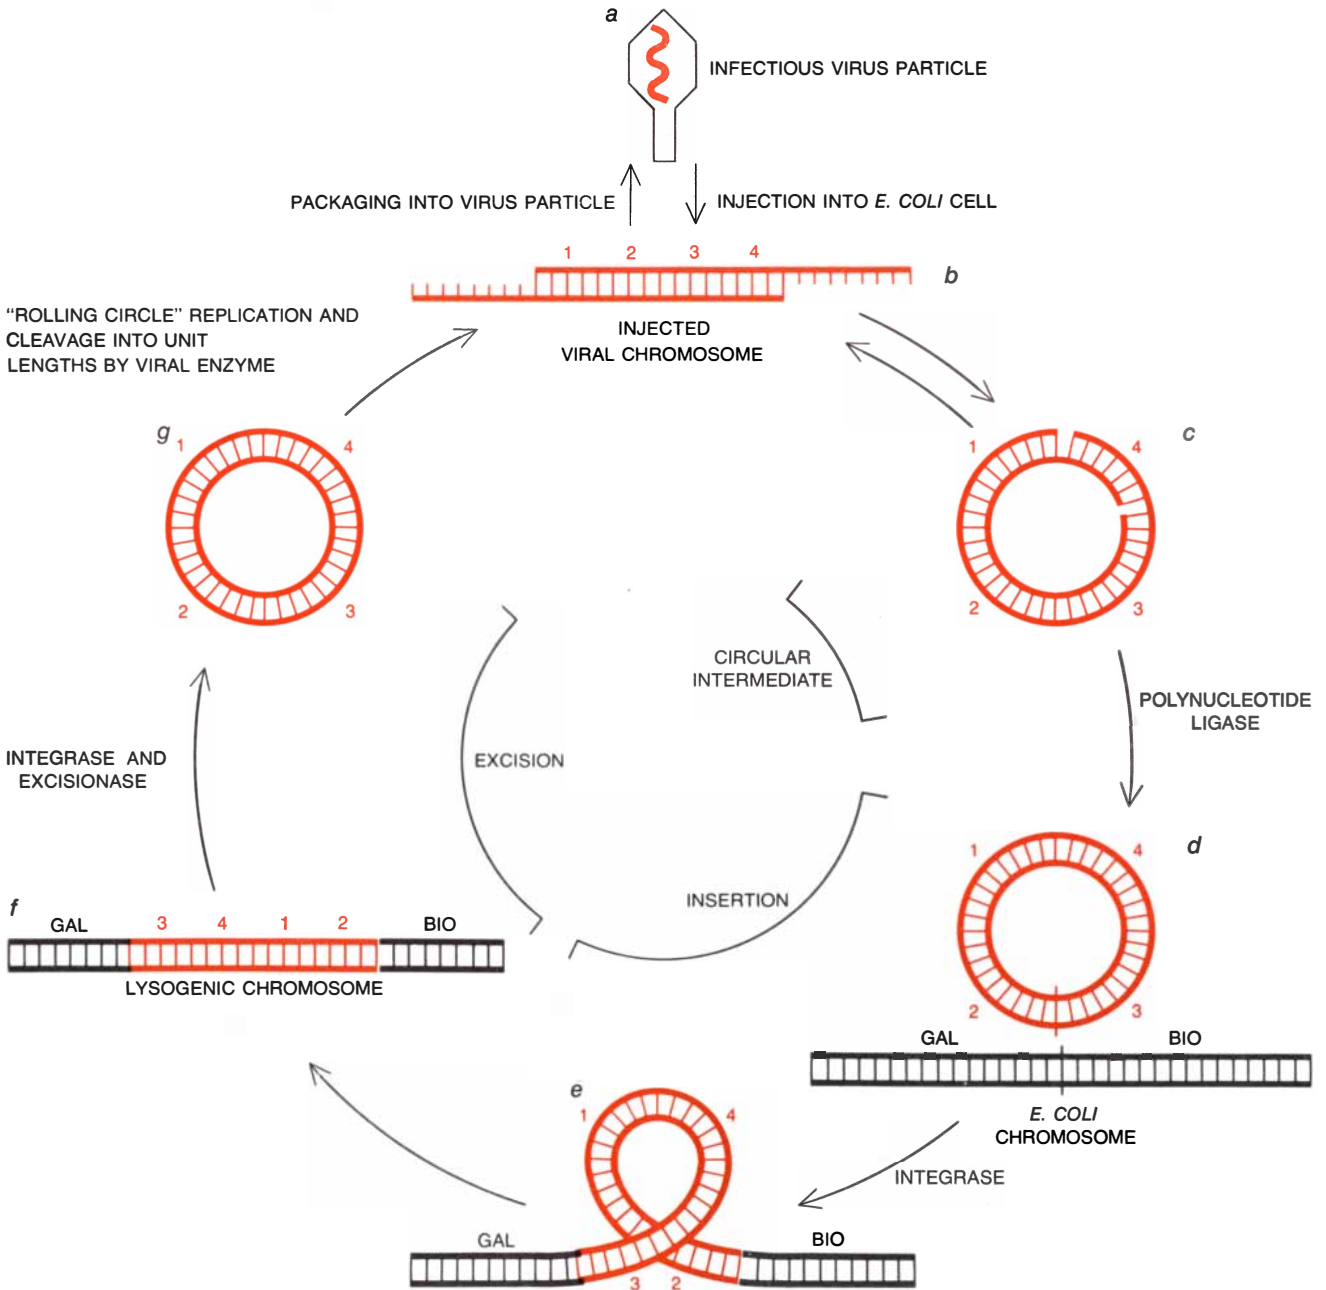 a
INFECTIOUS VIRUS PARTICLE
PACKAGING INTO VIRUS PARTICLE
INJECTION INTO E. COLI CELL
1 2 3 4
b
INJECTED
VIRAL CHROMOSOME
"ROLLING CIRCLE" REPLICATION AND
CLEAVAGE INTO UNIT
LENGTHS BY VIRAL ENZYME
g
1
4
2
3
c
1
4
2
3
CIRCULAR
INTERMEDIATE
POLYNUCLEOTIDE
LIGASE
INTEGRASE AND
EXCISIONASE
EXCISION
INSERTION
d
1
4
2
3
GAL
BIO
E. COLI
CHROMOSOME
f
GAL 3 4 1 2 BIO
LYSOGENIC CHROMOSOME
INTEGRASE
e
1
4
GAL
BIO
3 2